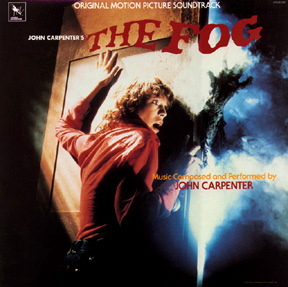 ORIGINAL MOTION PICTURE SOUNDTRACK
JOHN CARPENTER'S
THE FOG
Music Composed and Performed by
JOHN CARPENTER